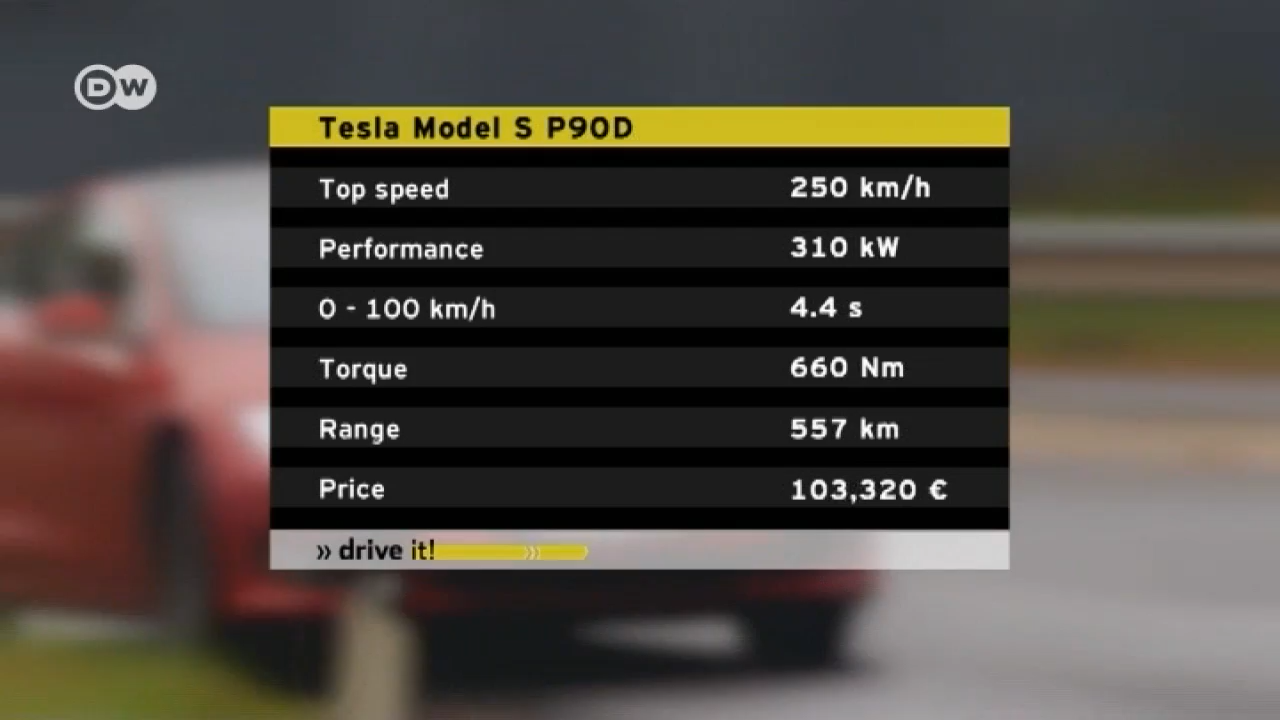 DW
Tesla Model S P90D
Top speed 250 km/h
Performance 310 kW
0 - 100 km/h 4.4 s
Torque 660 Nm
Range 557 km
Price 103,320 €
» drive it!